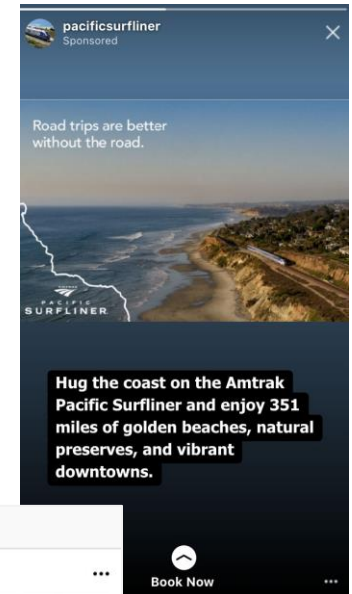 pacificsurfliner
Sponsored
Road trips are better
without the road.
AMTRAK
PACIFIC
SURFLINER
Hug the coast on the Amtrak
Pacific Surfliner and enjoy 351
miles of golden beaches, natural
preserves, and vibrant
downtowns.
Book Now